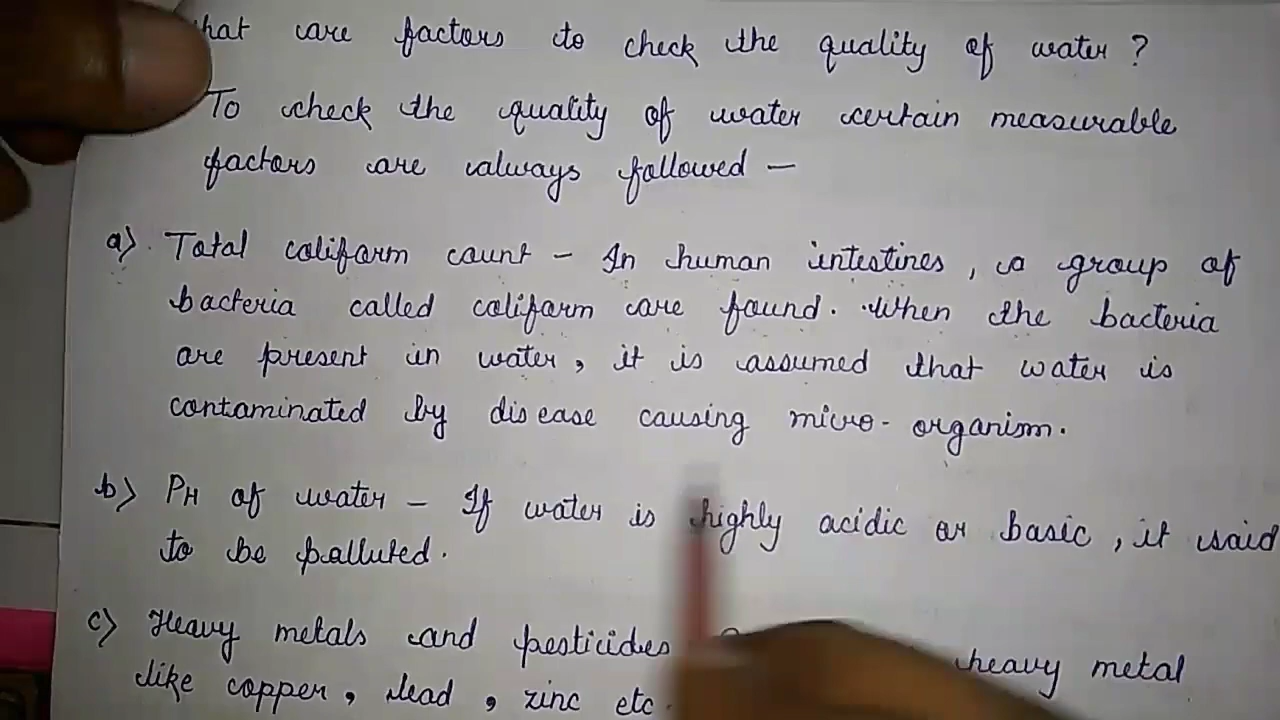 hat are factors to check the quality of water ?
To check the quality of water certain measurable
factors are always followed —
a) Total coliform count - In human intestines , a group of
bacteria called coliform are found. When the bacteria
are present in water , it is assumed that water is
contaminated by disease causing micro- organism.
b) PH of water - If water is highly acidic or basic , it said
to be polluted.
c) Heavy metals and pesticides heavy metal
like copper , lead , zinc etc.